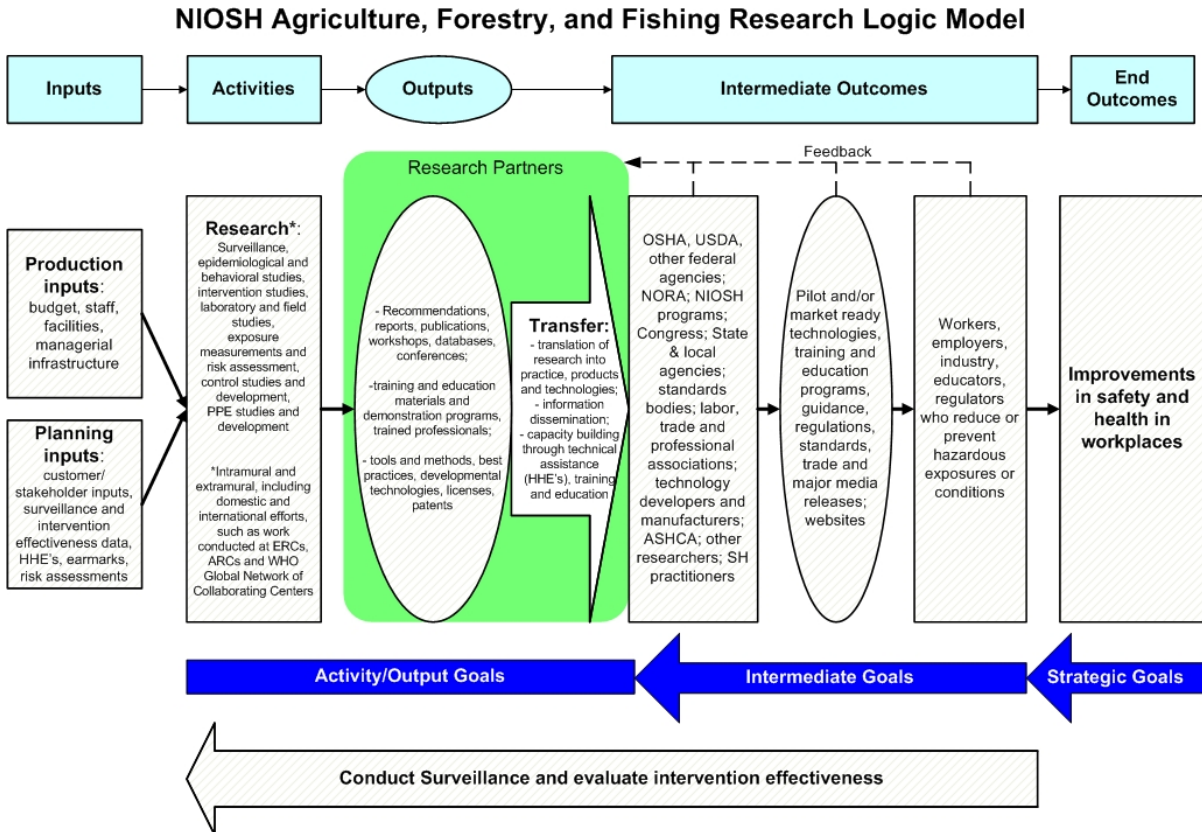 NIOSH Agriculture, Forestry, and Fishing Research Logic Model
Inputs
Activities
Outputs
Intermediate Outcomes
End
Outcomes
Feedback
Research Partners
Production
inputs:
budget, staff,
facilities,
managerial
infrastructure
Planning
inputs:
customer/
stakeholder inputs,
surveillance and
intervention
effectiveness data,
HHE's, earmarks,
risk assessments
Research*:
Surveillance,
epidemiological and
behavioral studies,
intervention studies,
laboratory and field
studies,
exposure
measurements and
risk assessment,
control studies and
development,
PPE studies and
development
*Intramural and
extramural, including
domestic and
international efforts,
such as work
conducted at ERCs,
ARCs and WHO
Global Network of
Collaborating Centers
- Recommendations,
reports, publications,
workshops, databases,
conferences;
-training and education
materials and
demonstration programs,
trained professionals;
- tools and methods, best
practices, developmental
technologies, licenses,
patents
Transfer:
- translation of
research into
practice, products
and technologies;
- information
dissemination;
- capacity building
through technical
assistance
(HHE's), training
and education
OSHA, USDA,
other federal
agencies;
NORA; NIOSH
programs;
Congress; State
& local
agencies;
standards
bodies; labor,
trade and
professional
associations;
technology
developers and
manufacturers;
ASHCA; other
researchers; SH
practitioners
Pilot and/or
market ready
technologies,
training and
education
programs,
guidance,
regulations,
standards,
trade and
major media
releases;
websites
Workers,
employers,
industry,
educators,
regulators
who reduce or
prevent
hazardous
exposures or
conditions
Improvements
in safety and
health in
workplaces
Activity/Output Goals
Intermediate Goals
Strategic Goals
Conduct Surveillance and evaluate intervention effectiveness